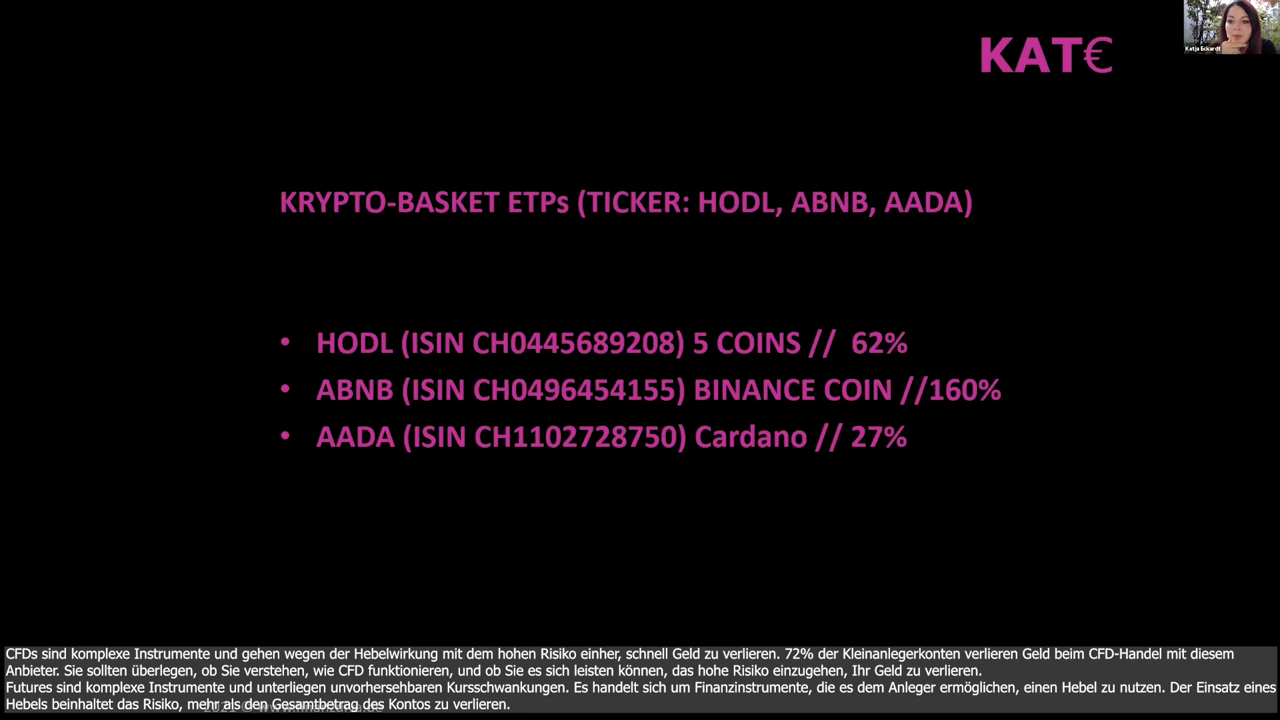 KAT€
Katja Eckardt
KRYPTO-BASKET ETPs (TICKER: HODL, ABNB, AADA)
• HODL (ISIN CH0445689208) 5 COINS // 62%
• ABNB (ISIN CH0496454155) BINANCE COIN //160%
• AADA (ISIN CH1102728750) Cardano // 27%
CFDs sind komplexe Instrumente und gehen wegen der Hebelwirkung mit dem hohen Risiko einher, schnell Geld zu verlieren. 72% der Kleinanlegerkonten verlieren Geld beim CFD-Handel mit diesem
Anbieter. Sie sollten überlegen, ob Sie verstehen, wie CFD funktionieren, und ob Sie es sich leisten können, das hohe Risiko einzugehen, Ihr Geld zu verlieren.
Futures sind komplexe Instrumente und unterliegen unvorhersehbaren Kursschwankungen. Es handelt sich um Finanzinstrumente, die es dem Anleger ermöglichen, einen Hebel zu nutzen. Der Einsatz eines
Hebels beinhaltet das Risiko, mehr als den Gesamtbetrag des Kontos zu verlieren.